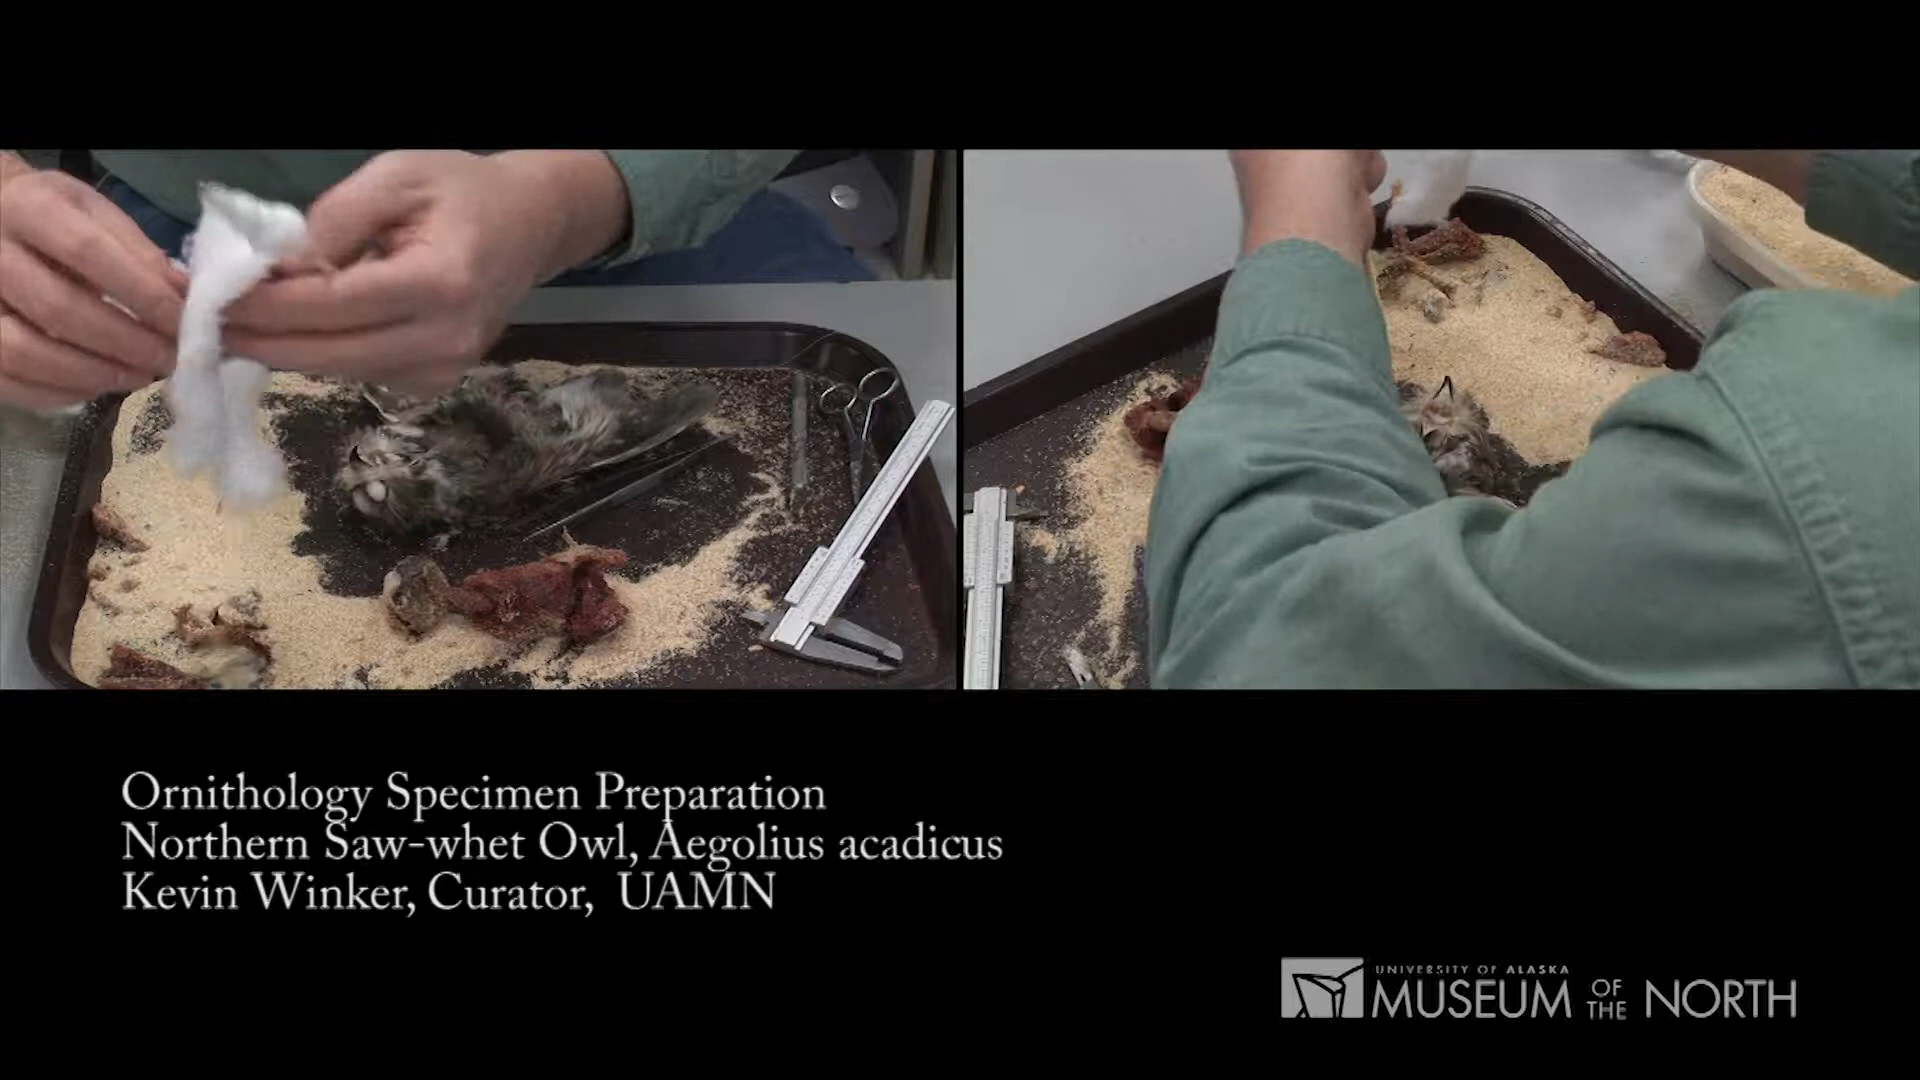 Ornithology Specimen Preparation
Northern Saw-whet Owl, Aegolius acadicus
Kevin Winker, Curator, UAMN
UNIVERSITY OF ALASKA
MUSEUM OF THE NORTH